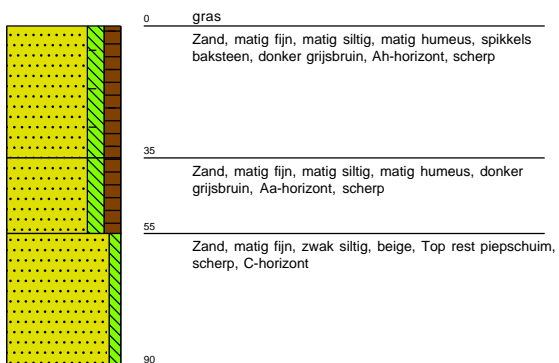 0
gras
Zand, matig fijn, matig siltig, matig humeus, spikkels
baksteen, donker grijsbruin, Ah-horizont, scherp
35
Zand, matig fijn, matig siltig, matig humeus, donker
grijsbruin, Aa-horizont, scherp
55
Zand, matig fijn, zwak siltig, beige, Top rest piepschuim,
scherp, C-horizont
90